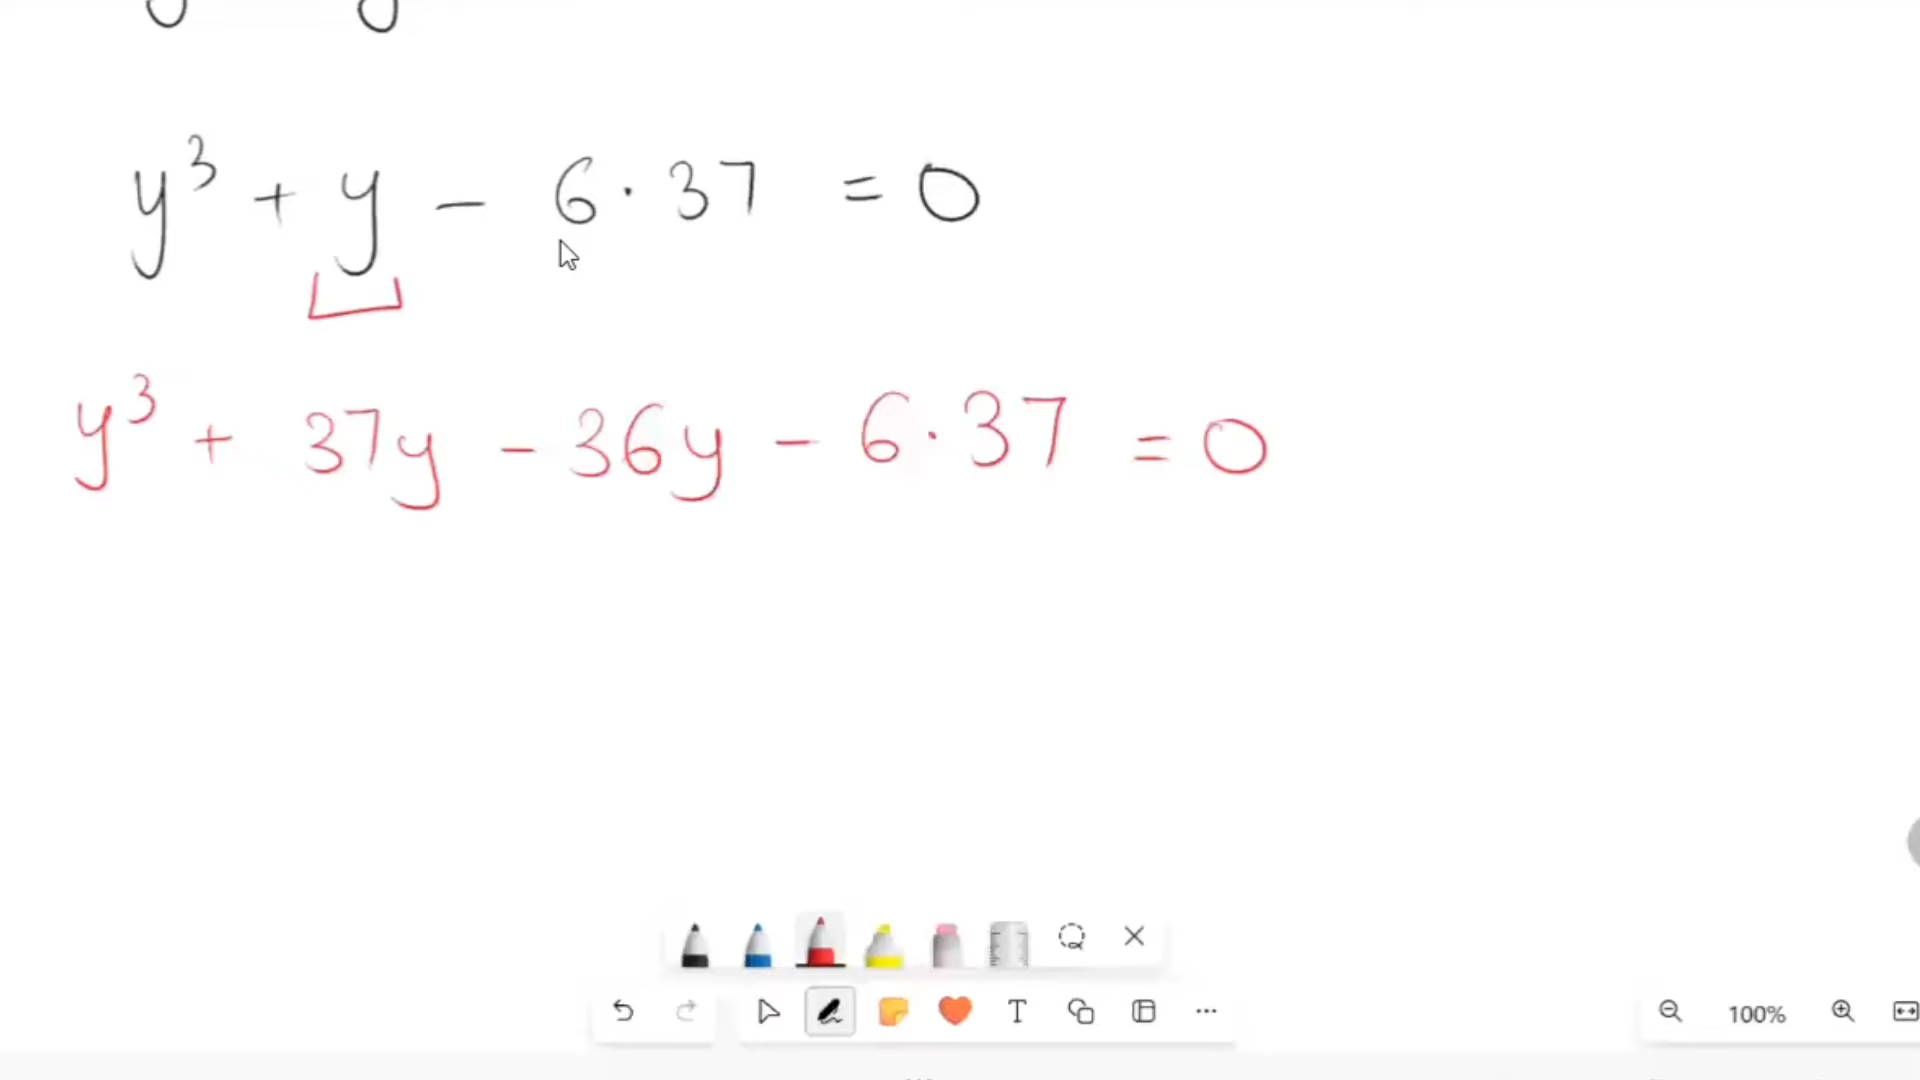 y³ + y - 6·37 = 0
y³ + 37y - 36y - 6·37 = 0
T
100%